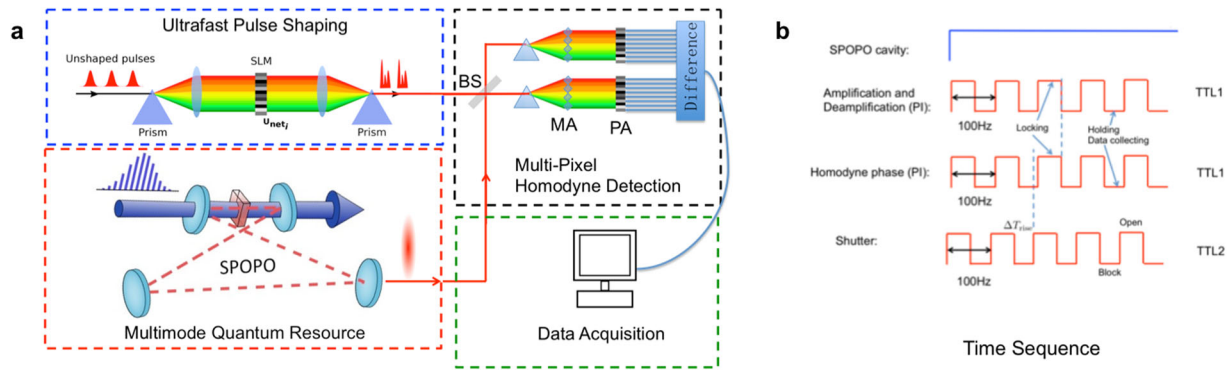 a
Ultrafast Pulse Shaping
Unshaped pulses
SLM
Prism
Unet_i
Prism
BS
MA
PA
Difference
Multi-Pixel
Homodyne Detection
SPOPO
Multimode Quantum Resource
Data Acquisition
b
SPOPO cavity:
Amplification and
Deamplification (PI):
100Hz
Locking
Holding
Data collecting
TTL1
Homodyne phase (PI):
100Hz
TTL1
ΔTrise
Shutter:
100Hz
Open
Block
TTL2
Time Sequence